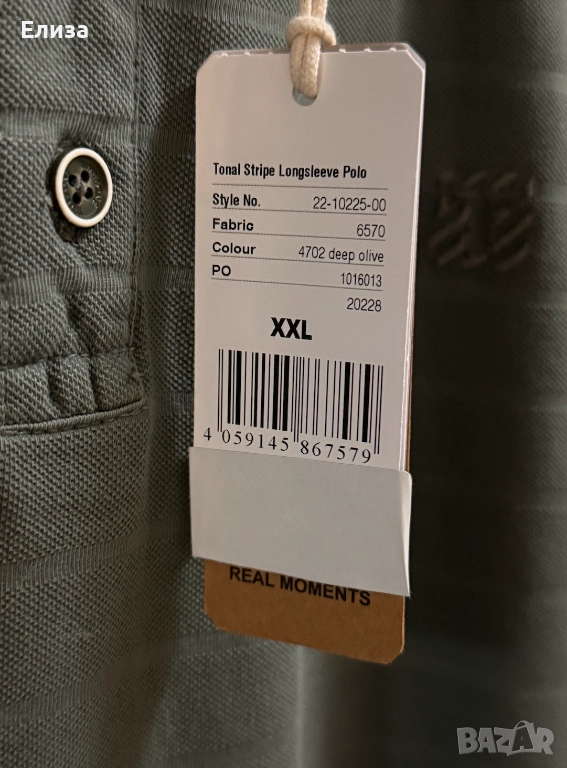 Елиза
Tonal Stripe Longsleeve Polo
Style No. 22-10225-00
Fabric 6570
Colour 4702 deep olive
PO 1016013
20228
XXL
4 059145 867579
REAL MOMENTS
BAZAR